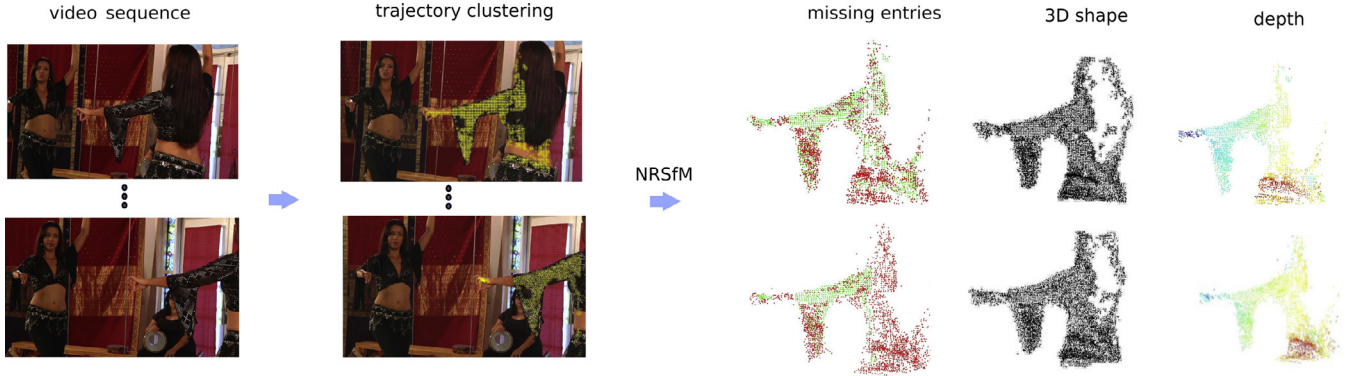 video sequence
trajectory clustering
missing entries
3D shape
depth
NRSfM